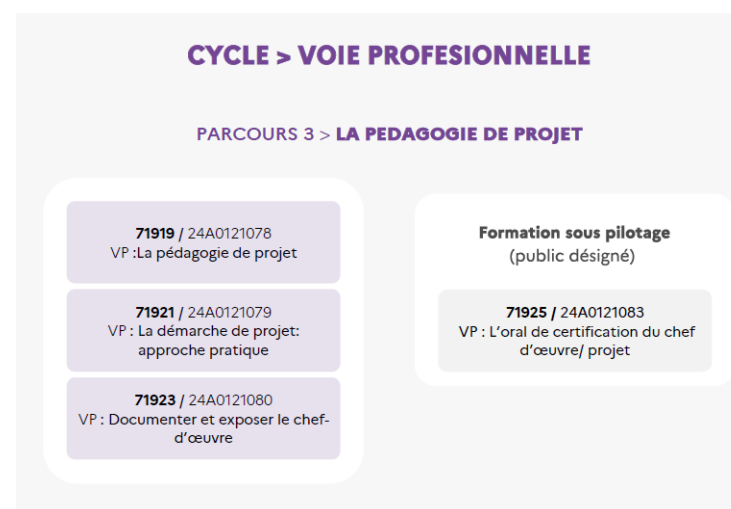 CYCLE > VOIE PROFESIONNELLE
PARCOURS 3 > LA PEDAGOGIE DE PROJET
71919 / 24A0121078
VP :La pédagogie de projet
71921 / 24A0121079
VP : La démarche de projet:
approche pratique
71923 / 24A0121080
VP : Documenter et exposer le chef-
d’œuvre
Formation sous pilotage
(public désigné)
71925 / 24A0121083
VP : L’oral de certification du chef
d’œuvre/ projet